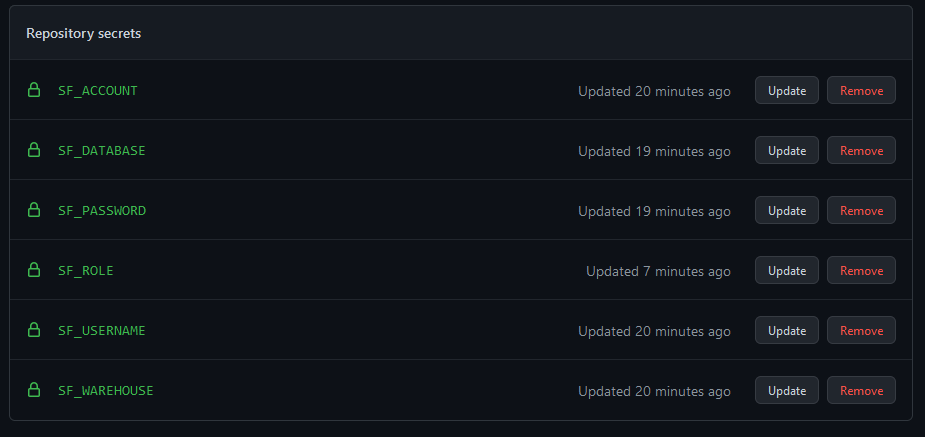 Repository secrets
SF_ACCOUNT Updated 20 minutes ago Update Remove
SF_DATABASE Updated 19 minutes ago Update Remove
SF_PASSWORD Updated 19 minutes ago Update Remove
SF_ROLE Updated 7 minutes ago Update Remove
SF_USERNAME Updated 20 minutes ago Update Remove
SF_WAREHOUSE Updated 20 minutes ago Update Remove